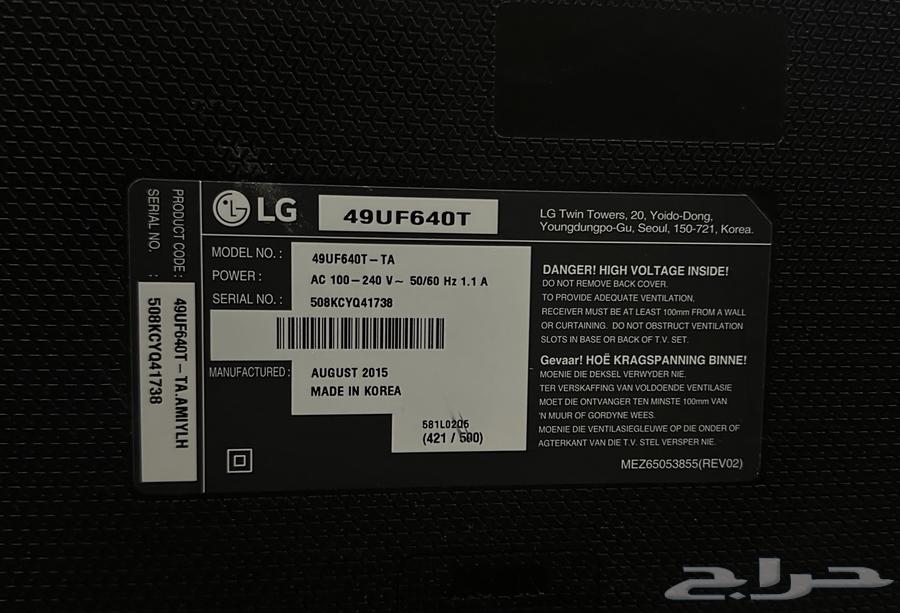 LG
49UF640T
LG Twin Towers, 20, Yoido-Dong,
Youngdungpo-Gu, Seoul, 150-721, Korea.
MODEL NO. : 49UF640T-TA
POWER : AC 100-240 V~ 50/60 Hz 1.1 A
SERIAL NO. : 508KCYQ41738
MANUFACTURED : AUGUST 2015
MADE IN KOREA
581L0206
(421 / 500)
DANGER! HIGH VOLTAGE INSIDE!
DO NOT REMOVE BACK COVER.
TO PROVIDE ADEQUATE VENTILATION,
RECEIVER MUST BE AT LEAST 100mm FROM A WALL
OR CURTAINING. DO NOT OBSTRUCT VENTILATION
SLOTS IN BASE OR BACK OF T.V. SET.
Gevaar! HOË KRAGSPANNING BINNE!
MOENIE DIE DEKSEL VERWYDER NIE.
TER VERSKAFFING VAN VOLDOENDE VENTILASIE
MOET DIE ONTVANGER TEN MINSTE 100mm VAN
'N MUUR OF GORDYNE WEES.
MOENIE DIE VENTILASIEGLEUWE OP DIE ONDER OF
AGTERKANT VAN DIE T.V. STEL VERSPER NIE.
MEZ65053855(REV02)
PRODUCT CODE : 49UF640T-TA.AMIYLH
SERIAL NO. : 508KCYQ41738
حراج